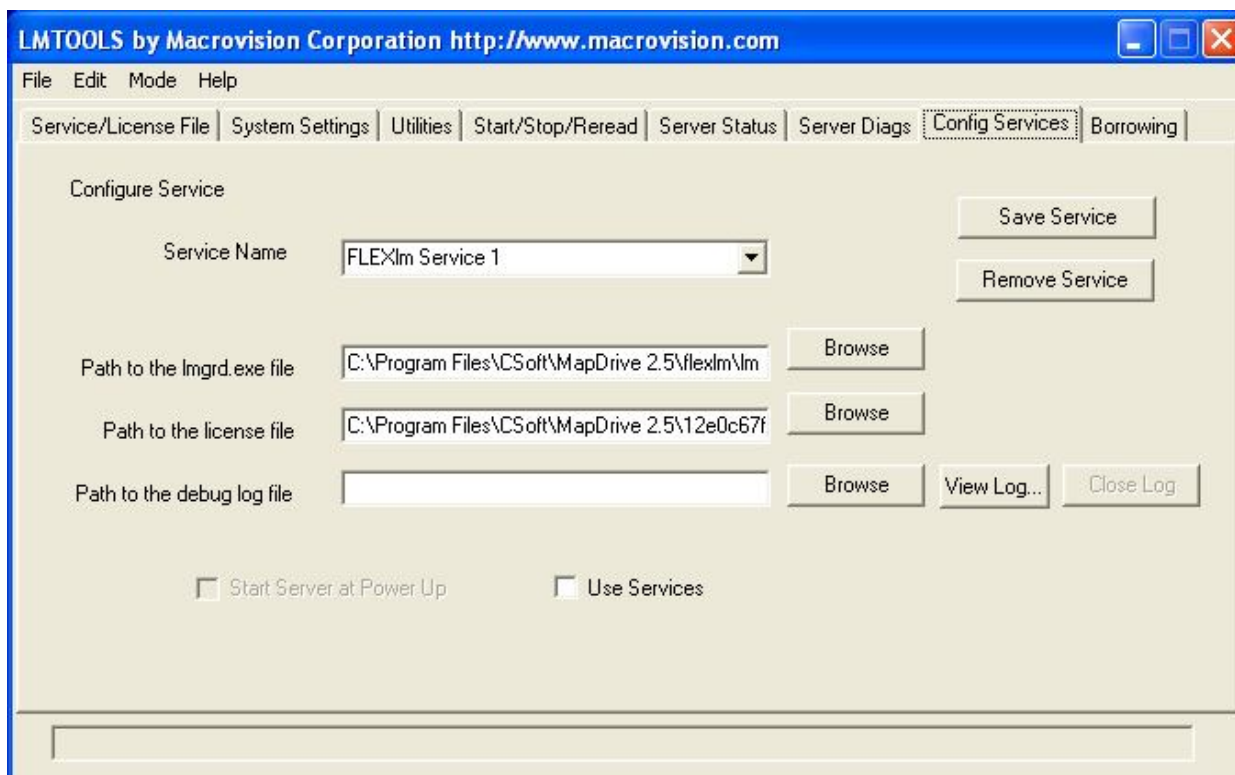 LMTOOLS by Macrovision Corporation http://www.macrovision.com
File Edit Mode Help
Service/License File System Settings Utilities Start/Stop/Reread Server Status Server Diags Config Services Borrowing
Configure Service
Save Service
Service Name FLEXlm Service 1
Remove Service
Path to the lmgrd.exe file C:\Program Files\CSoft\MapDrive 2.5\flexlm\lm Browse
Path to the license file C:\Program Files\CSoft\MapDrive 2.5\12e0c67f Browse
Path to the debug log file Browse View Log... Close Log
Start Server at Power Up Use Services